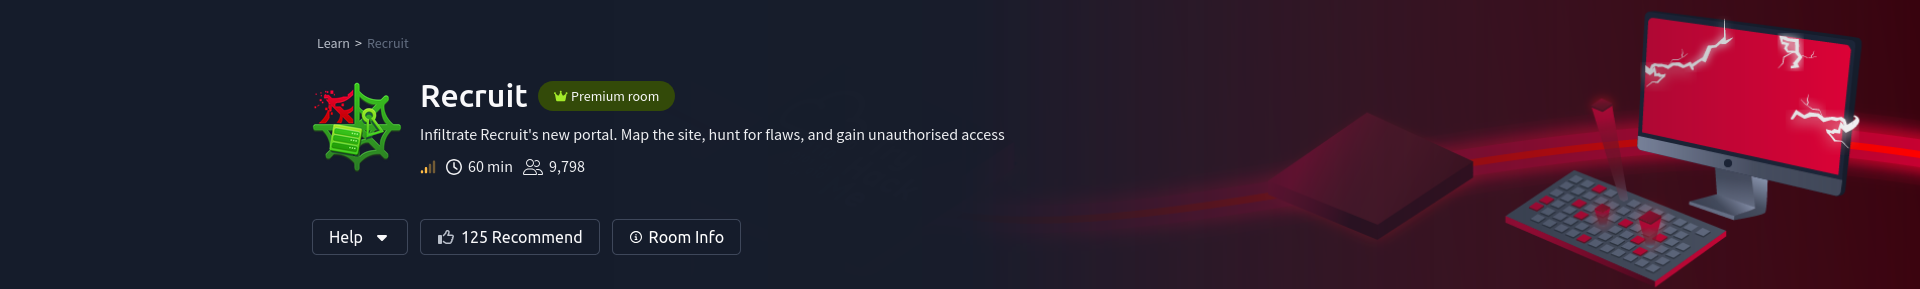 Learn > Recruit
Recruit Premium room
Infiltrate Recruit's new portal. Map the site, hunt for flaws, and gain unauthorised access
60 min 9,798
Help 125 Recommend Room Info